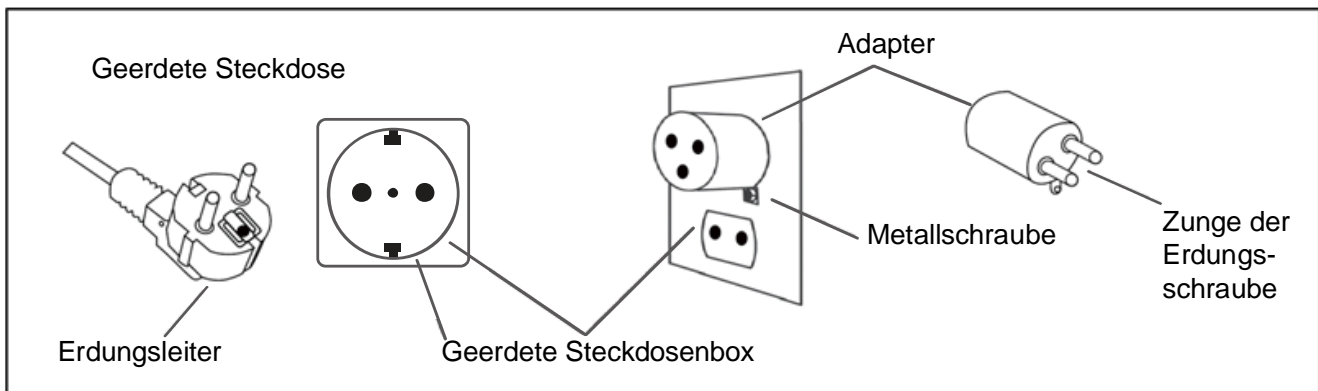 Adapter
Geerdete Steckdose
Metallschraube
Zunge der
Erdungs-
schraube
Erdungsleiter
Geerdete Steckdosenbox